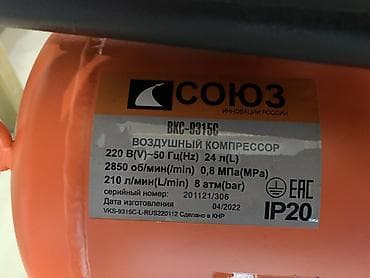 СОЮЗ
ИННОВАЦИИ РОССИИ
ВКС-9315С
ВОЗДУШНЫЙ КОМПРЕССОР
220 В(V)~50 Гц(Hz) 24 л(L)
2850 об/мин(/min) 0,8 МПа(MPa)
210 л/мин(L/min) 8 атм(bar)
серийный номер: 201121/306
Дата изготовления 04/2022
VKS-9315C-L-RUS220112 Сделано в КНР
EAC
IP20